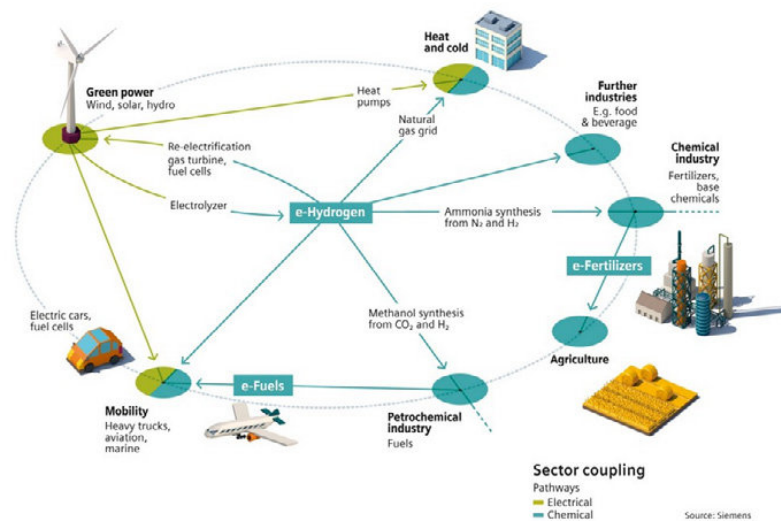 Heat
and cold
Green power
Wind, solar, hydro
Heat
pumps
Further
industries
E.g. food
& beverage
Natural
gas grid
Re-electrification
gas turbine,
fuel cells
Chemical
industry
Fertilizers,
base
chemicals
Electrolyzer
e-Hydrogen
Ammonia synthesis
from N₂ and H₂
e-Fertilizers
Electric cars,
fuel cells
Methanol synthesis
from CO₂ and H₂
Agriculture
e-Fuels
Mobility
Heavy trucks,
aviation,
marine
Petrochemical
industry
Fuels
Sector coupling
Pathways
Electrical
Chemical
Source: Siemens